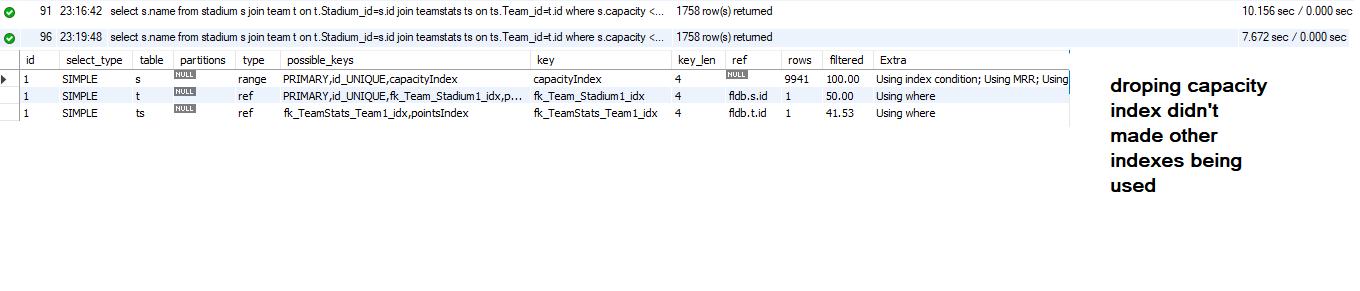 91 23:16:42 select s.name from stadium s join team t on t.Stadium_id=s.id join teamstats ts on ts.Team_id=t.id where s.capacity <... 1758 row(s) returned 10.156 sec / 0.000 sec
96 23:19:48 select s.name from stadium s join team t on t.Stadium_id=s.id join teamstats ts on ts.Team_id=t.id where s.capacity <... 1758 row(s) returned 7.672 sec / 0.000 sec
id select_type table partitions type possible_keys key key_len ref rows filtered Extra
1 SIMPLE s NULL range PRIMARY,id_UNIQUE,capacityIndex capacityIndex 4 NULL 9941 100.00 Using index condition; Using MRR; Using
1 SIMPLE t NULL ref PRIMARY,id_UNIQUE,fk_Team_Stadium1_idx,p... fk_Team_Stadium1_idx 4 fldb.s.id 1 50.00 Using where
1 SIMPLE ts NULL ref fk_TeamStats_Team1_idx,pointsIndex fk_TeamStats_Team1_idx 4 fldb.t.id 1 41.53 Using where
droping capacity
index didn't
made other
indexes being
used